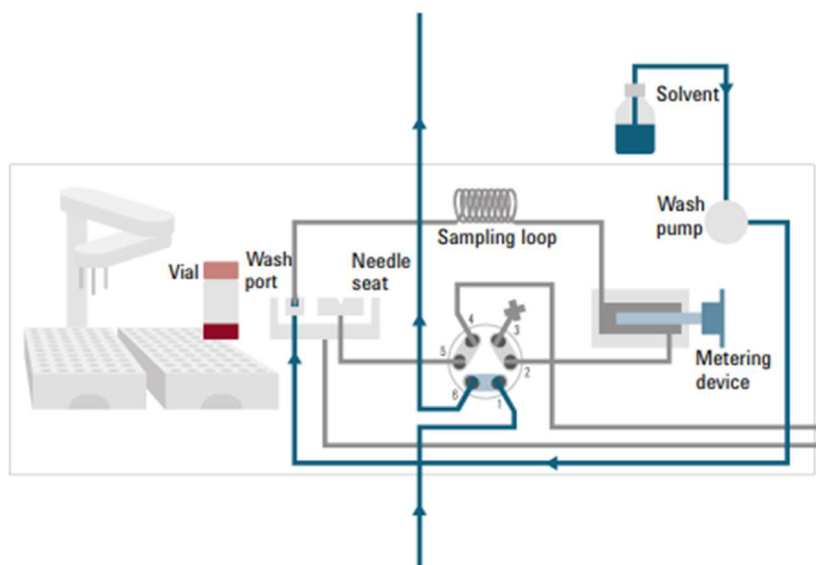 Solvent
Wash
pump
Sampling loop
Vial
Wash
port
Needle
seat
4
3
5
2
6
1
Metering
device